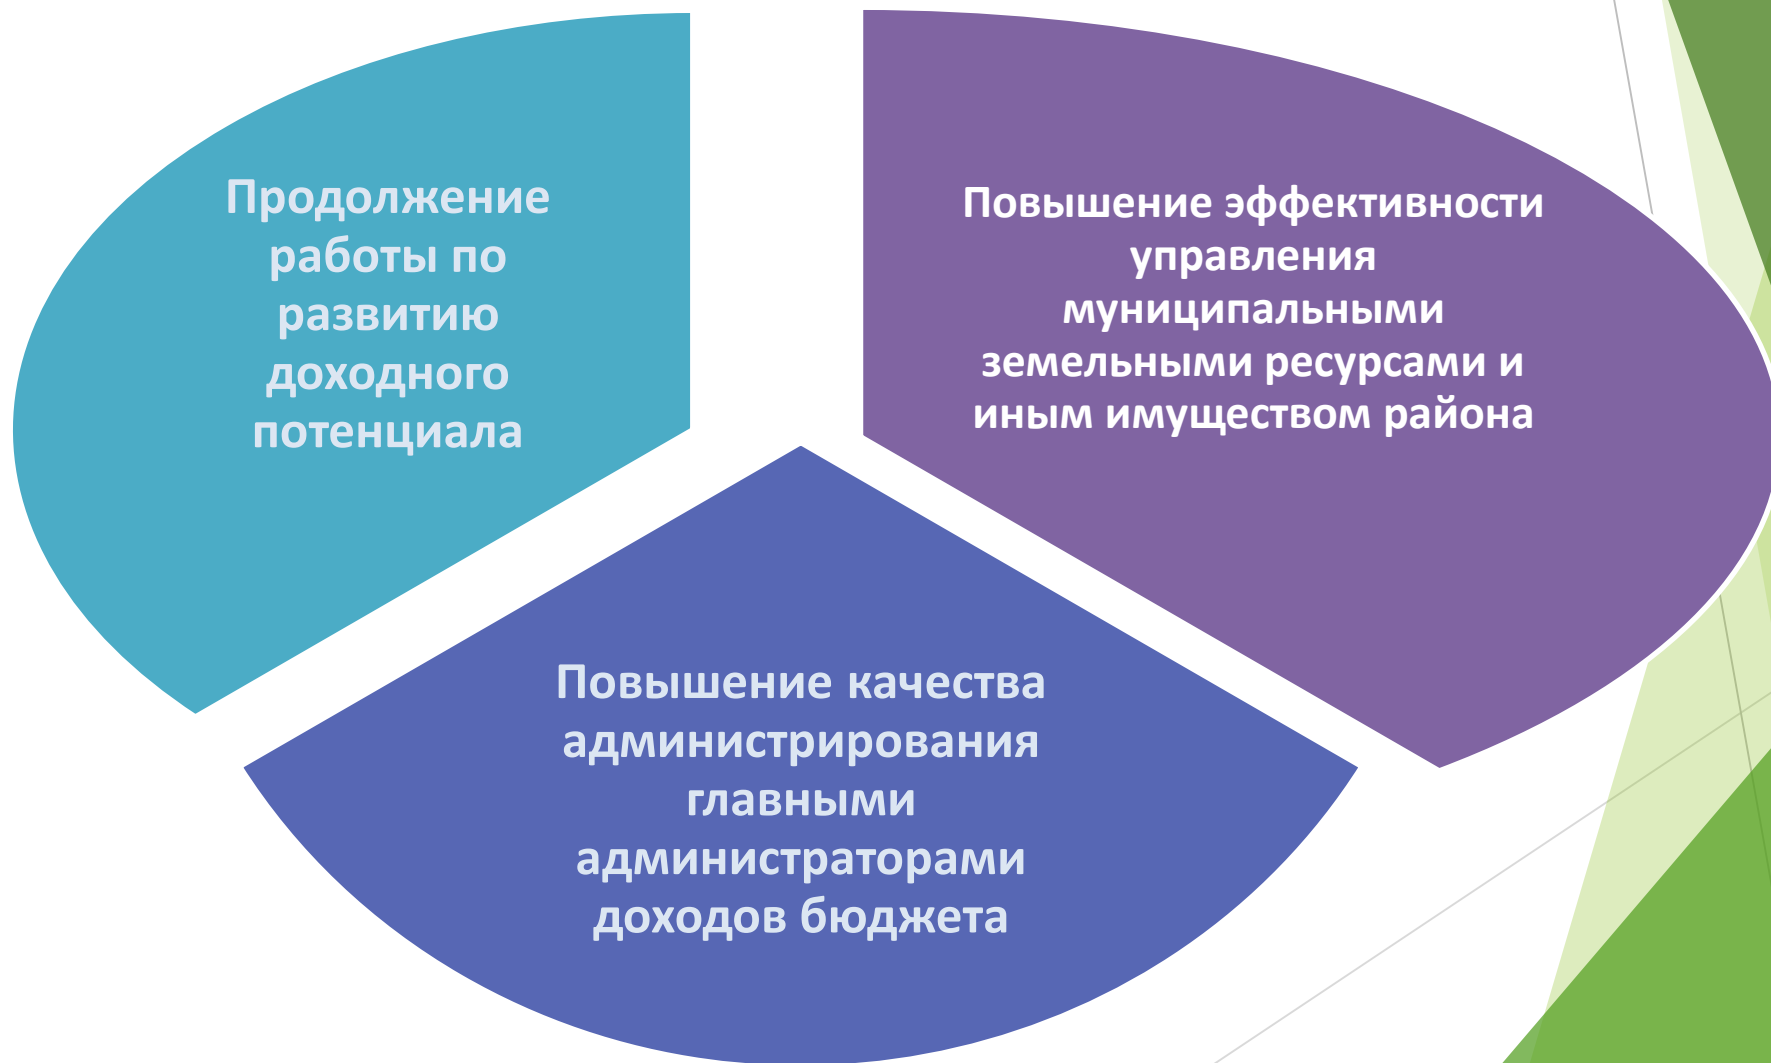 Продолжение
работы по
развитию
доходного
потенциала
Повышение эффективности
управления
муниципальными
земельными ресурсами и
иным имуществом района
Повышение качества
администрирования
главными
администраторами
доходов бюджета